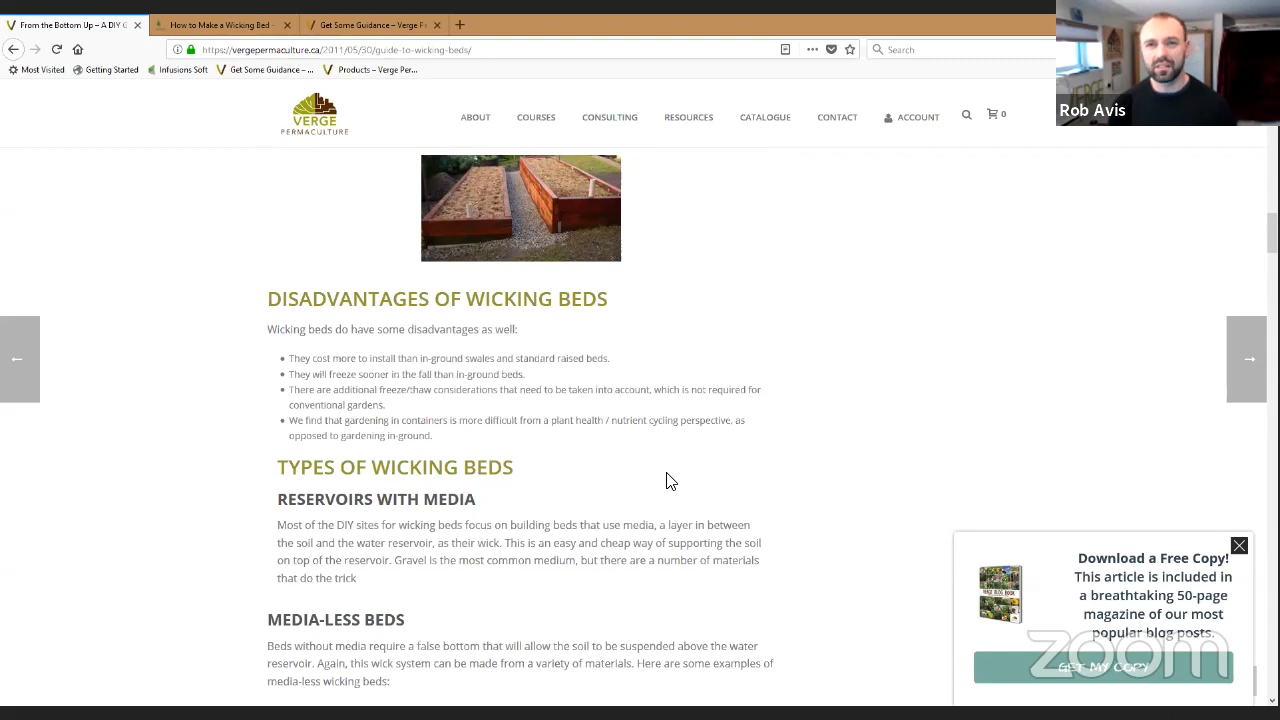 From the Bottom Up – A DIY G
How to Make a Wicking Bed -
Get Some Guidance – Verge Pe
https://vergepermaculture.ca/2011/05/30/guide-to-wicking-beds/
Search
Most Visited
Getting Started
Infusions Soft
Get Some Guidance – ...
Products – Verge Per...
Rob Avis
VERGE
PERMACULTURE
ABOUT
COURSES
CONSULTING
RESOURCES
CATALOGUE
CONTACT
ACCOUNT
0
DISADVANTAGES OF WICKING BEDS
Wicking beds do have some disadvantages as well:
They cost more to install than in-ground swales and standard raised beds.
They will freeze sooner in the fall than in-ground beds.
There are additional freeze/thaw considerations that need to be taken into account, which is not required for
conventional gardens.
We find that gardening in containers is more difficult from a plant health / nutrient cycling perspective, as
opposed to gardening in-ground.
TYPES OF WICKING BEDS
RESERVOIRS WITH MEDIA
Most of the DIY sites for wicking beds focus on building beds that use media, a layer in between
the soil and the water reservoir, as their wick. This is an easy and cheap way of supporting the soil
on top of the reservoir. Gravel is the most common medium, but there are a number of materials
that do the trick
MEDIA-LESS BEDS
Beds without media require a false bottom that will allow the soil to be suspended above the water
reservoir. Again, this wick system can be made from a variety of materials. Here are some examples of
media-less wicking beds:
Download a Free Copy!
This article is included in
a breathtaking 50-page
magazine of our most
popular blog posts.
VERGE BLOG BOOK
GET MY COPY
zoom